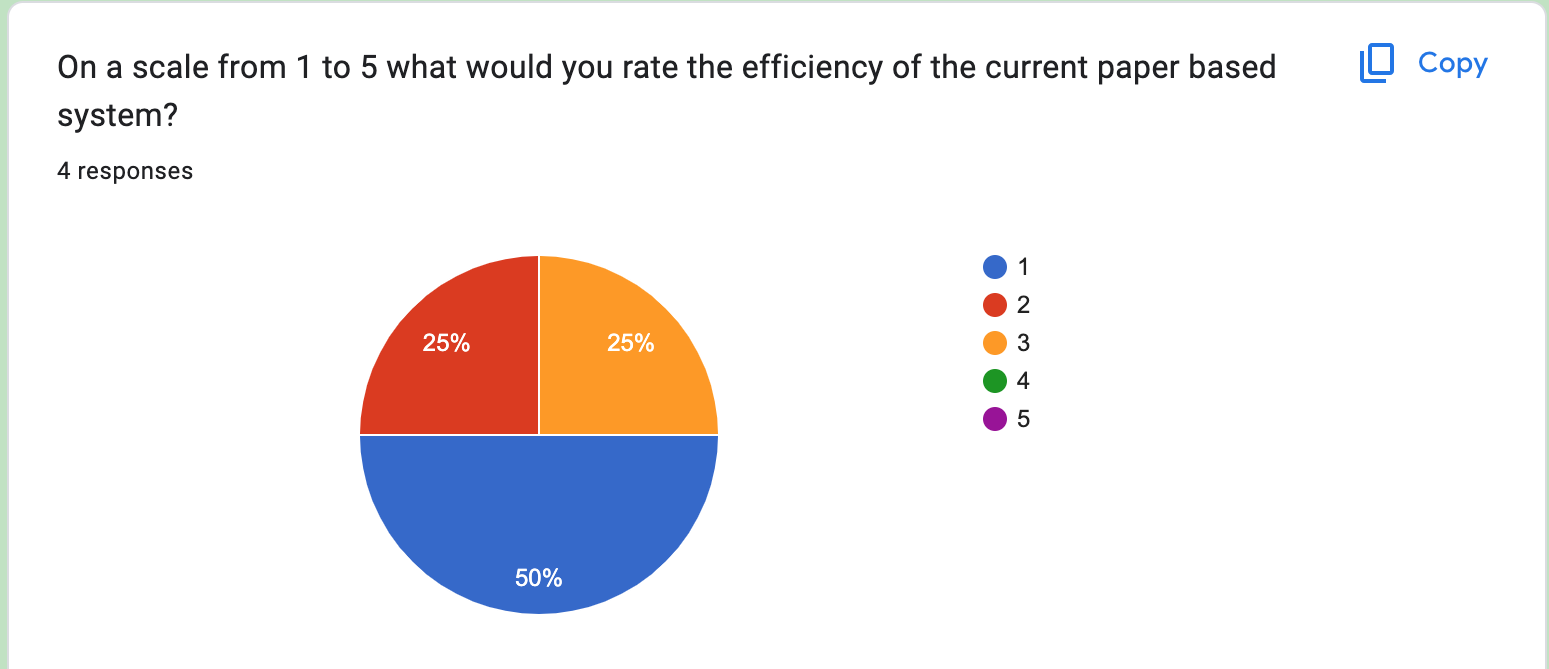 On a scale from 1 to 5 what would you rate the efficiency of the current paper based
system?
Copy
4 responses
25%
25%
50%
1
2
3
4
5